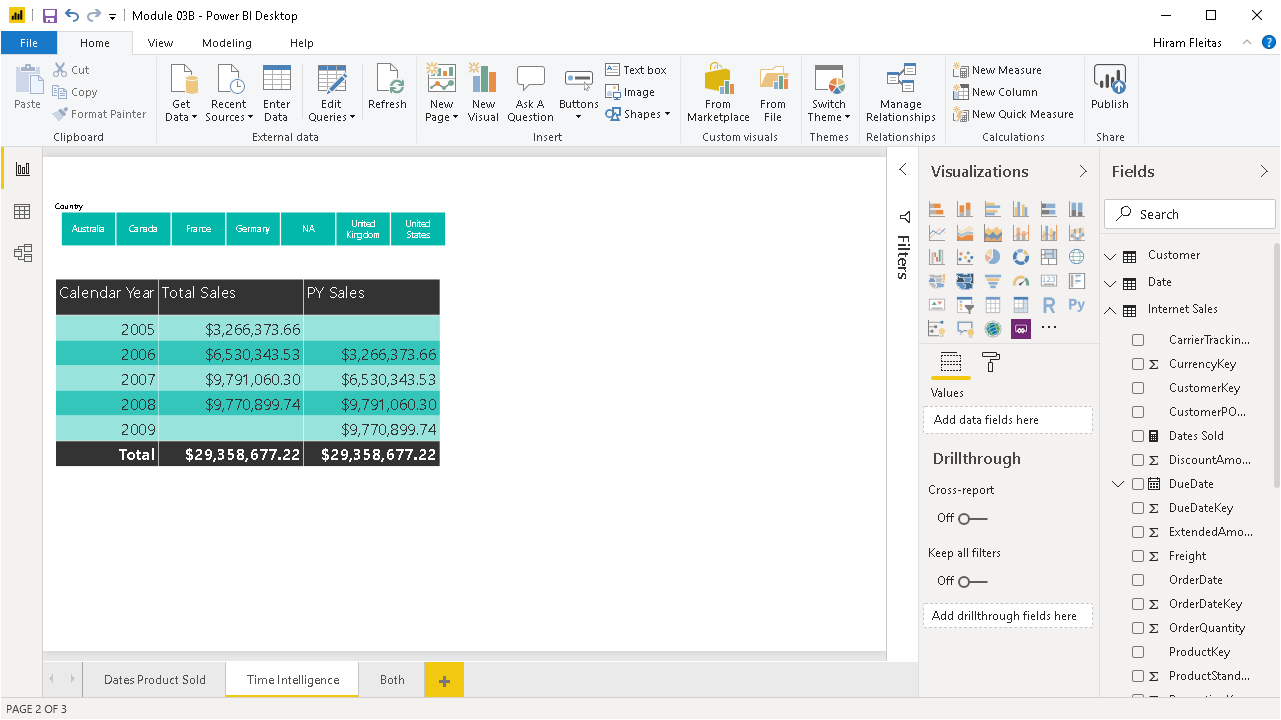 Module 03B - Power BI Desktop
File Home View Modeling Help
Hiram Fleitas
Paste
Cut
Copy
Format Painter
Clipboard
Get Data
Recent Sources
Enter Data
Edit Queries
External data
Refresh
New Page
New Visual
Ask A Question
Buttons
Text box
Image
Shapes
Insert
From Marketplace
From File
Custom visuals
Switch Theme
Themes
Manage Relationships
Relationships
New Measure
New Column
New Quick Measure
Calculations
Publish
Share
Country
Australia Canada France Germany NA United Kingdom United States
Calendar Year Total Sales PY Sales
2005 $3,266,373.66
2006 $6,530,343.53 $3,266,373.66
2007 $9,791,060.30 $6,530,343.53
2008 $9,770,899.74 $9,791,060.30
2009 $9,770,899.74
Total $29,358,677.22 $29,358,677.22
Filters
Visualizations
R Py
123
Values
Add data fields here
Drillthrough
Cross-report
Off
Keep all filters
Off
Add drillthrough fields here
Fields
Search
Customer
Date
Internet Sales
CarrierTrackin...
CurrencyKey
CustomerKey
CustomerPO...
Dates Sold
DiscountAmo...
DueDate
DueDateKey
ExtendedAmo...
Freight
OrderDate
OrderDateKey
OrderQuantity
ProductKey
ProductStand...
Dates Product Sold Time Intelligence Both
PAGE 2 OF 3